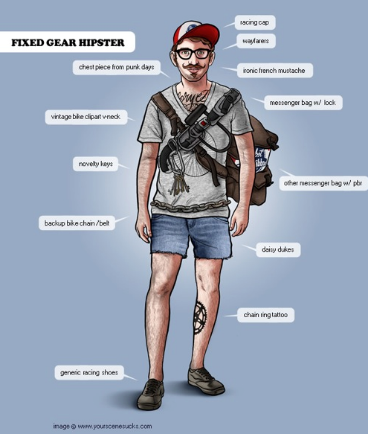 racing cap
FIXED GEAR HIPSTER
wayfarers
chest piece from punk days
ironic french mustache
messenger bag w/ lock
vintage bike clipart v-neck
novelty keys
other messenger bag w/ pbr
backup bike chain /belt
daisy dukes
chain ring tattoo
generic racing shoes
image @ www.yourscenesucks.com